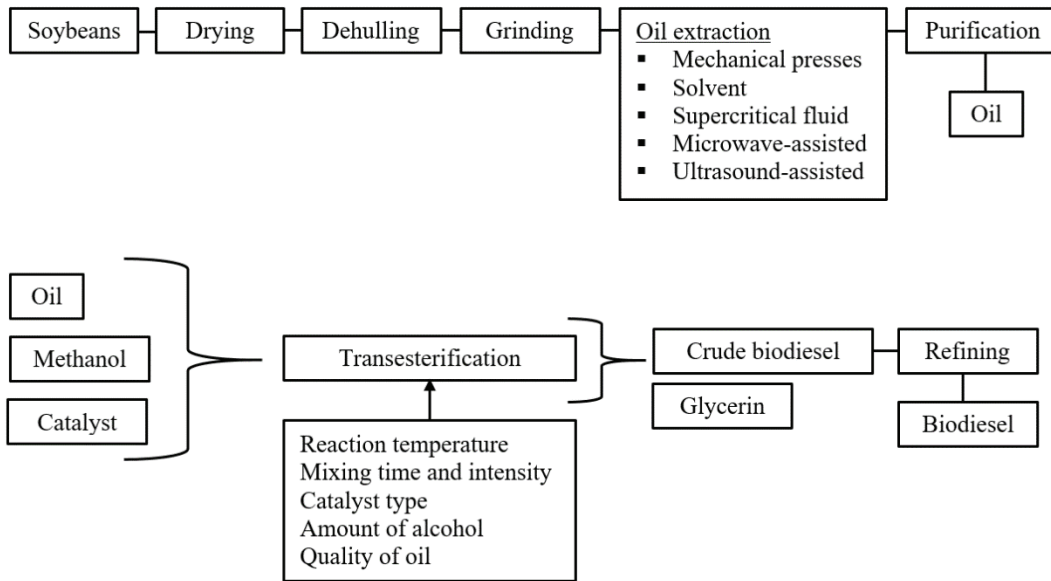 Soybeans
Drying
Dehulling
Grinding
Oil extraction
▪ Mechanical presses
▪ Solvent
▪ Supercritical fluid
▪ Microwave-assisted
▪ Ultrasound-assisted
Purification
Oil
Oil
Methanol
Catalyst
Transesterification
Reaction temperature
Mixing time and intensity
Catalyst type
Amount of alcohol
Quality of oil
Crude biodiesel
Glycerin
Refining
Biodiesel